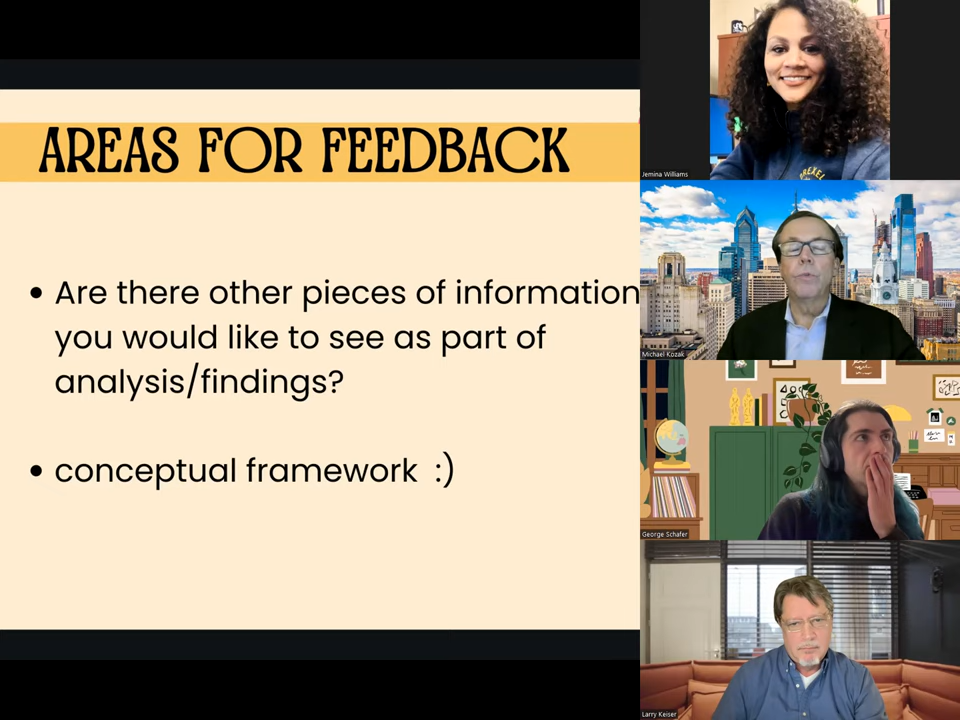 AREAS FOR FEEDBACK
• Are there other pieces of information
you would like to see as part of
analysis/findings?
• conceptual framework :)
Jemina Williams
DREXEL
Michael Kozak
George Schafer
Larry Keiser